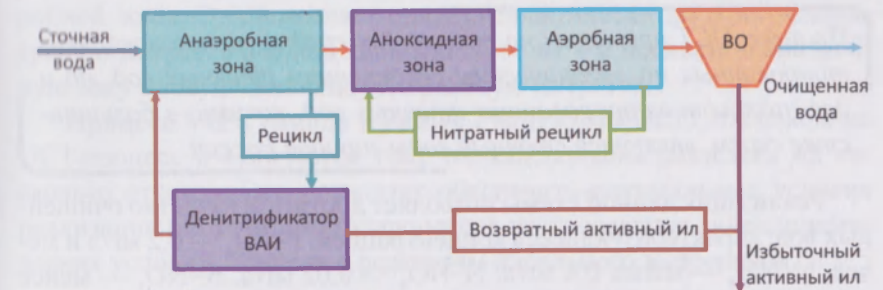 Сточная
вода
Анаэробная
зона
Аноксидная
зона
Аэробная
зона
ВО
Очищенная
вода
Рецикл
Нитратный рецикл
Денитрификатор
ВАИ
Возвратный активный ил
Избыточный
активный ил